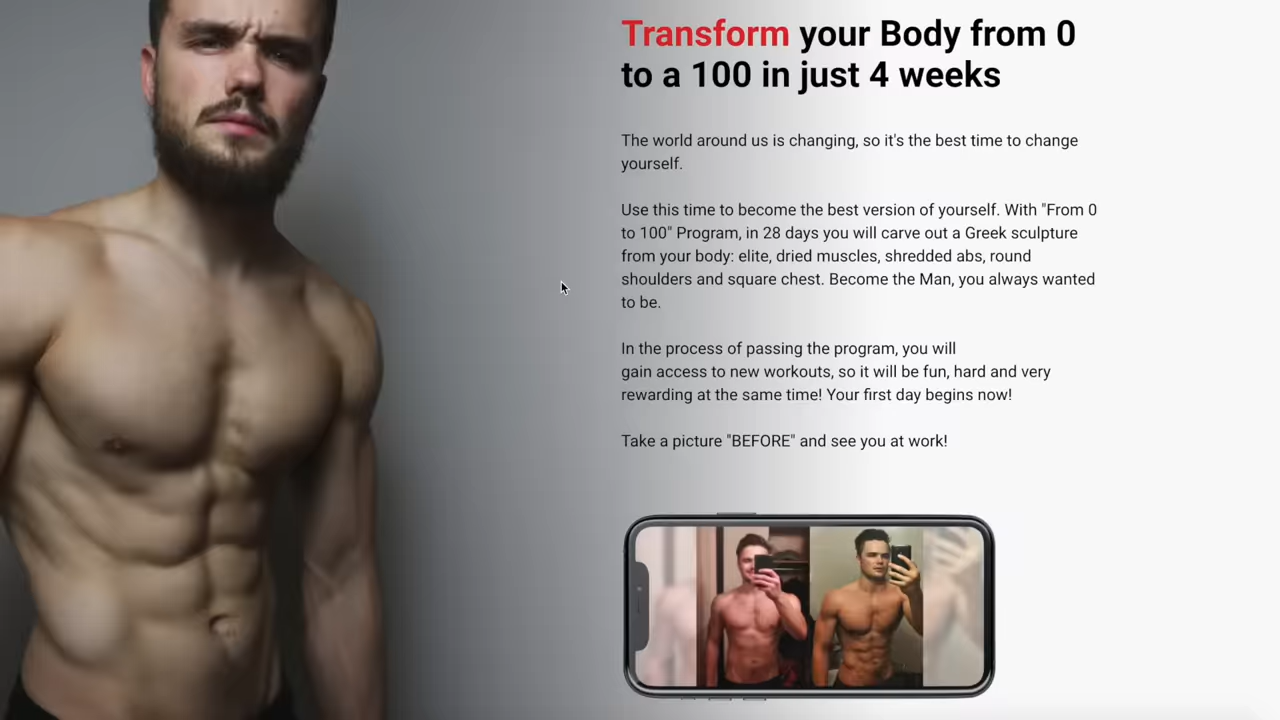 Transform your Body from 0
to a 100 in just 4 weeks
The world around us is changing, so it's the best time to change
yourself.
Use this time to become the best version of yourself. With "From 0
to 100" Program, in 28 days you will carve out a Greek sculpture
from your body: elite, dried muscles, shredded abs, round
shoulders and square chest. Become the Man, you always wanted
to be.
In the process of passing the program, you will
gain access to new workouts, so it will be fun, hard and very
rewarding at the same time! Your first day begins now!
Take a picture "BEFORE" and see you at work!